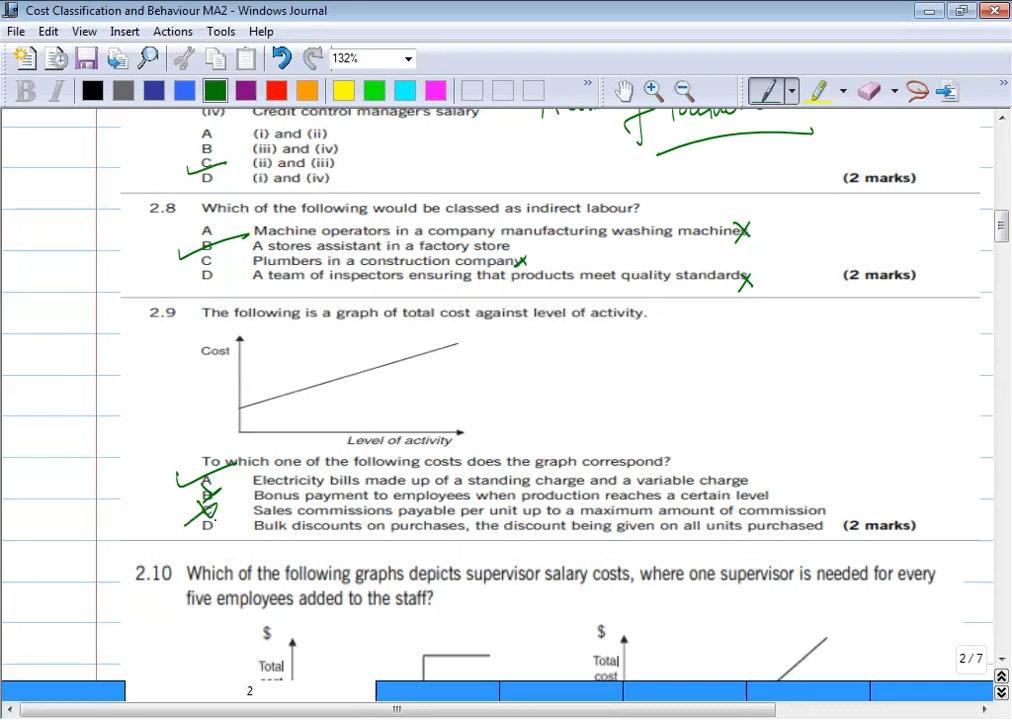 Cost Classification and Behaviour MA2 - Windows Journal
File Edit View Insert Actions Tools Help
132%
B I
(iv) Credit control manager's salary
A (i) and (ii)
B (iii) and (iv)
C (ii) and (iii)
D (i) and (iv) (2 marks)
2.8 Which of the following would be classed as indirect labour?
A Machine operators in a company manufacturing washing machines
B A stores assistant in a factory store
C Plumbers in a construction company
D A team of inspectors ensuring that products meet quality standards (2 marks)
2.9 The following is a graph of total cost against level of activity.
Cost
Level of activity
To which one of the following costs does the graph correspond?
A Electricity bills made up of a standing charge and a variable charge
B Bonus payment to employees when production reaches a certain level
C Sales commissions payable per unit up to a maximum amount of commission
D Bulk discounts on purchases, the discount being given on all units purchased (2 marks)
2.10 Which of the following graphs depicts supervisor salary costs, where one supervisor is needed for every
five employees added to the staff?
$ $
Total Total
cost cost
2 / 7
2